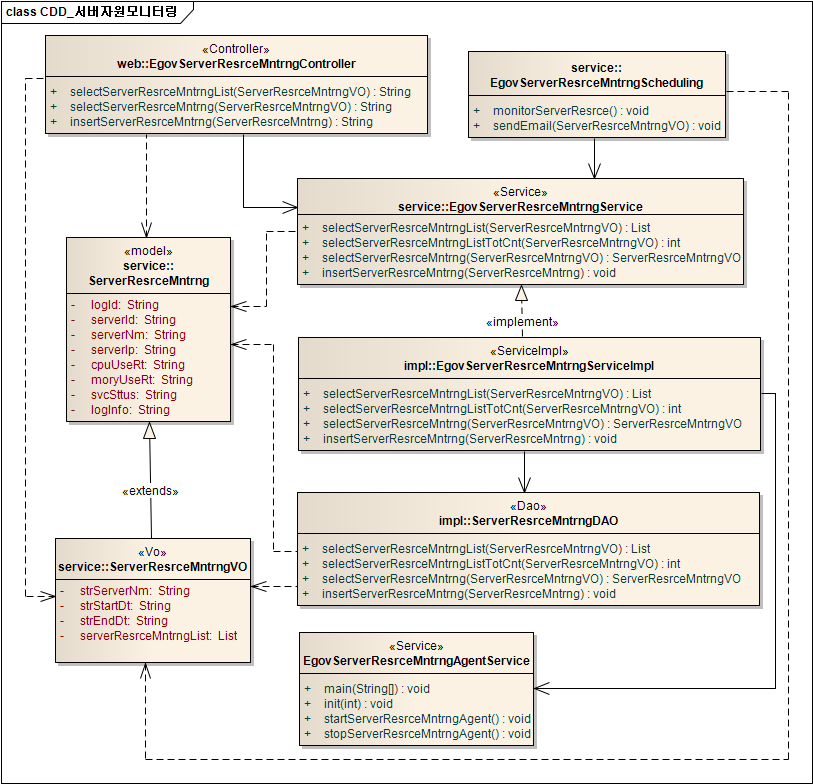 class CDD_서버자원모니터링
«Controller»
web::EgovServerResrceMntrngController
+ selectServerResrceMntrngList(ServerResrceMntrngVO) : String
+ selectServerResrceMntrng(ServerResrceMntrngVO) : String
+ insertServerResrceMntrng(ServerResrceMntrng) : String
service::
EgovServerResrceMntrngScheduling
+ monitorServerResrce() : void
+ sendEmail(ServerResrceMntrngVO) : void
«Service»
service::EgovServerResrceMntrngService
+ selectServerResrceMntrngList(ServerResrceMntrngVO) : List
+ selectServerResrceMntrngListTotCnt(ServerResrceMntrngVO) : int
+ selectServerResrceMntrng(ServerResrceMntrngVO) : ServerResrceMntrngVO
+ insertServerResrceMntrng(ServerResrceMntrng) : void
«model»
service::
ServerResrceMntrng
- logId: String
- serverId: String
- serverNm: String
- serverIp: String
- cpuUseRt: String
- moryUseRt: String
- svcSttus: String
- logInfo: String
«implement»
«ServiceImpl»
impl::EgovServerResrceMntrngServiceImpl
+ selectServerResrceMntrngList(ServerResrceMntrngVO) : List
+ selectServerResrceMntrngListTotCnt(ServerResrceMntrngVO) : int
+ selectServerResrceMntrng(ServerResrceMntrngVO) : ServerResrceMntrngVO
+ insertServerResrceMntrng(ServerResrceMntrng) : void
«extends»
«Dao»
impl::ServerResrceMntrngDAO
+ selectServerResrceMntrngList(ServerResrceMntrngVO) : List
+ selectServerResrceMntrngListTotCnt(ServerResrceMntrngVO) : int
+ selectServerResrceMntrng(ServerResrceMntrngVO) : ServerResrceMntrngVO
+ insertServerResrceMntrng(ServerResrceMntrng) : void
«Vo»
service::ServerResrceMntrngVO
- strServerNm: String
- strStartDt: String
- strEndDt: String
- serverResrceMntrngList: List
«Service»
EgovServerResrceMntrngAgentService
+ main(String[]) : void
+ init(int) : void
+ startServerResrceMntrngAgent() : void
+ stopServerResrceMntrngAgent() : void